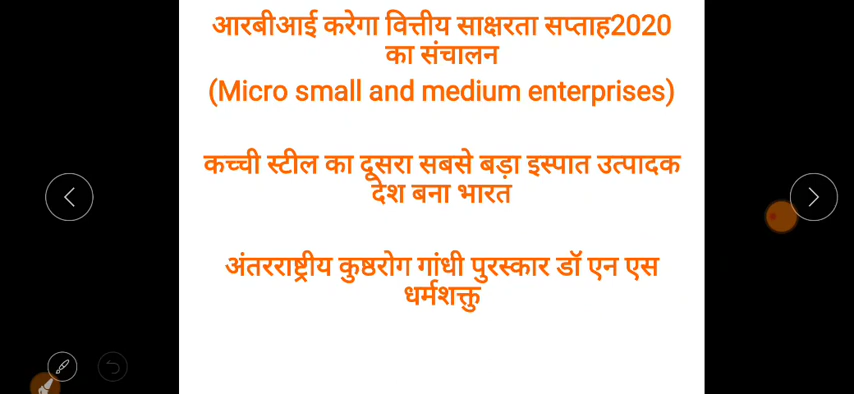 आरबीआई करेगा वित्तीय साक्षरता सप्ताह2020
का संचालन
(Micro small and medium enterprises)
कच्ची स्टील का दूसरा सबसे बड़ा इस्पात उत्पादक
देश बना भारत
अंतरराष्ट्रीय कुष्ठरोग गांधी पुरस्कार डॉ एन एस
धर्मशक्तु